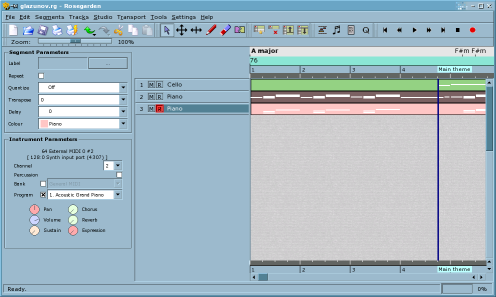 glazunov.rg - Rosegarden
File Edit Segments Tracks Studio Transport Tools Settings Help
Zoom: 100%
Segment Parameters
Label ...
Repeat
Quantize Off
Transpose 0
Delay 0
Colour Piano
Instrument Parameters
64 External MIDI 0 #2
[ 128:0 Synth input port (4307) ]
Channel 2
Percussion
Bank General MIDI
Program 1. Acoustic Grand Piano
Pan Chorus
Volume Reverb
Sustain Expression
1 M R Cello
2 M R Piano
3 M R Piano
A major F#m F#m
76
1 2 3 4 Main theme
1 2 3 4 Main theme
Ready. 0%